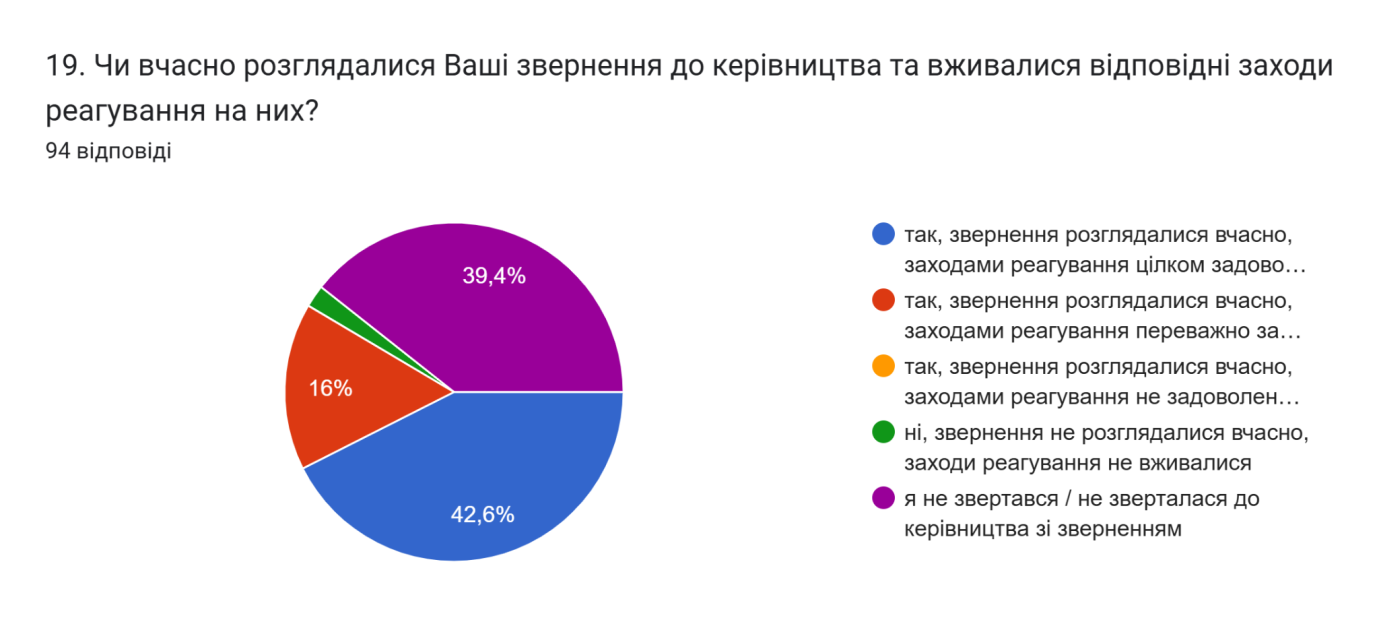 19. Чи вчасно розглядалися Ваші звернення до керівництва та вживалися відповідні заходи
реагування на них?
94 відповіді
39,4%
16%
42,6%
так, звернення розглядалися вчасно,
заходами реагування цілком задово…
так, звернення розглядалися вчасно,
заходами реагування переважно за…
так, звернення розглядалися вчасно,
заходами реагування не задоволен…
ні, звернення не розглядалися вчасно,
заходи реагування не вживалися
я не звертався / не зверталася до
керівництва зі зверненням